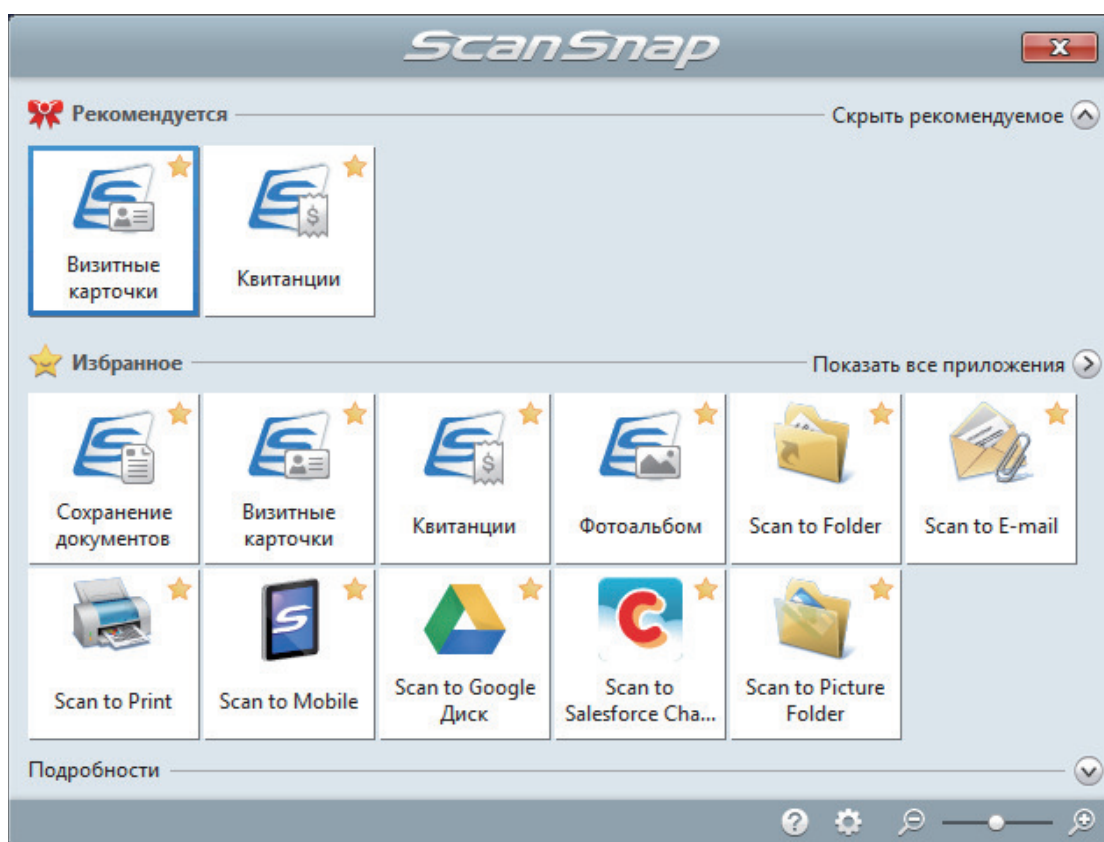 ScanSnap
Рекомендуется
Скрыть рекомендуемое
Визитные
карточки
Квитанции
Избранное
Показать все приложения
Сохранение
документов
Визитные
карточки
Квитанции
Фотоальбом
Scan to Folder
Scan to E-mail
Scan to Print
Scan to Mobile
Scan to Google
Диск
Scan to
Salesforce Cha...
Scan to Picture
Folder
Подробности